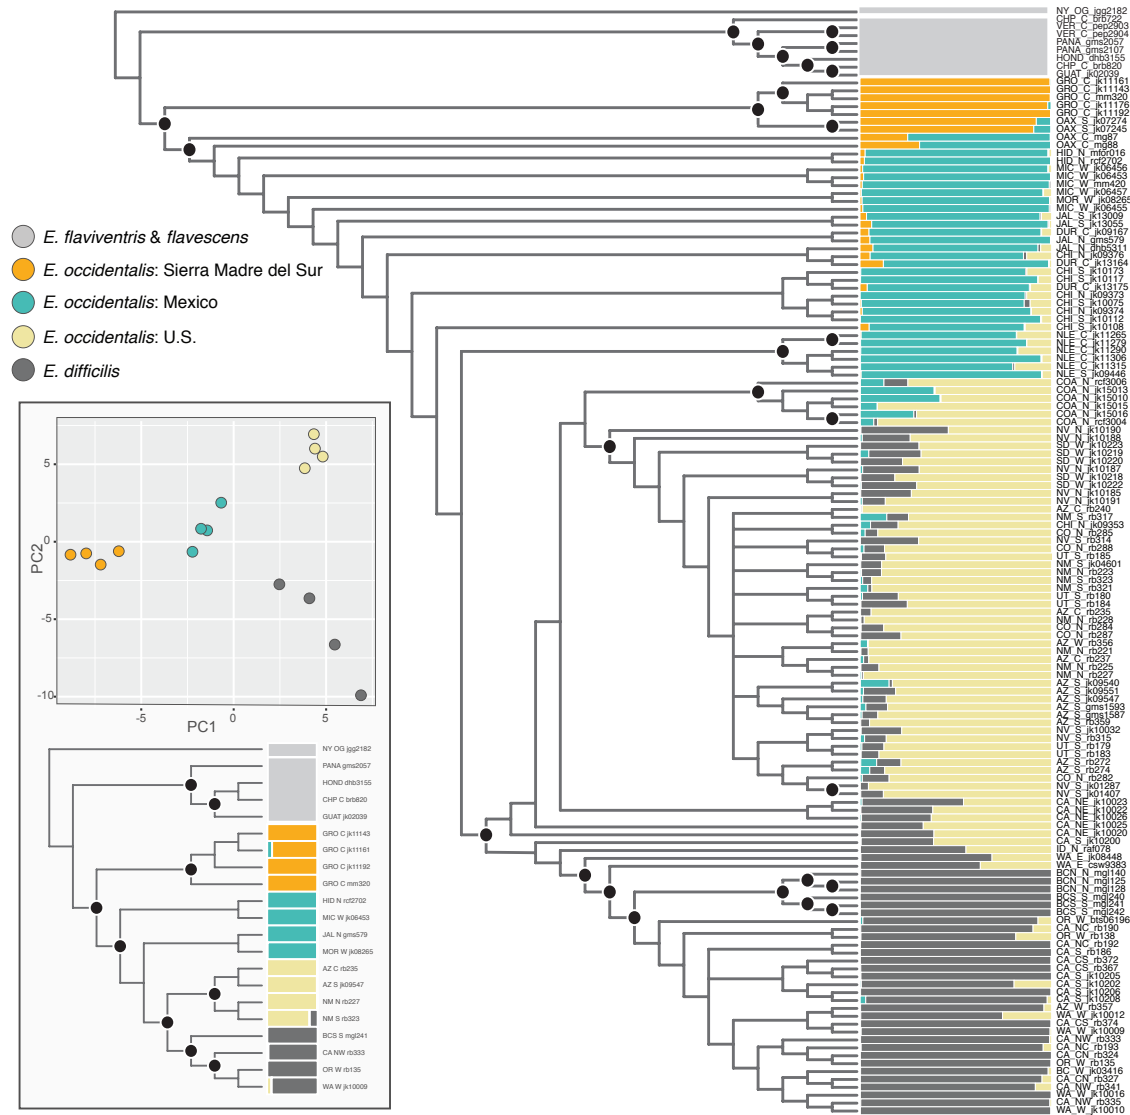 NY_OG_jgg2182
CHP_C_brb722
VER_C_pep2903
VER_C_pep2904
PANA_gms2057
PANA_gms2107
HOND_dhb3155
CHP_C_brb820
GUAT_jk02039
GRO_C_jk11161
GRO_C_jk11143
GRO_C_mm320
GRO_C_jk11176
GRO_C_jk11192
OAX_S_jk07274
OAX_S_jk07245
OAX_C_mg87
OAX_C_mg88
HID_N_mfor016
HID_N_rcf2702
MIC_W_jk06456
MIC_W_jk06453
MIC_W_mm420
MIC_W_jk06457
MOR_W_jk08265
MIC_W_jk06455
JAL_S_jk13009
JAL_S_jk13055
DUR_C_jk09167
JAL_N_gms579
JAL_N_dhb5311
CHI_N_jk09376
DUR_C_jk13164
CHI_S_jk10173
CHI_S_jk10117
DUR_C_jk13175
CHI_N_jk09373
CHI_S_jk10075
CHI_N_jk09374
CHI_S_jk10112
CHI_S_jk10108
NLE_C_jk11265
NLE_C_jk11279
NLE_C_jk11290
NLE_C_jk11306
NLE_C_jk11315
NLE_S_jk09446
COA_N_rcf3006
COA_N_jk15013
COA_N_jk15010
COA_N_jk15015
COA_N_jk15016
COA_N_rcf3004
NV_N_jk10190
NV_N_jk10188
SD_W_jk10223
SD_W_jk10219
SD_W_jk10220
NV_N_jk10187
SD_W_jk10218
SD_W_jk10222
NV_N_jk10185
NV_N_jk10191
AZ_C_rb240
NM_S_rb317
CHI_N_jk09353
CO_N_rb285
NV_S_rb314
CO_N_rb288
UT_S_rb185
NM_S_jk04601
NM_N_rb223
NM_S_rb323
NM_S_rb321
UT_S_rb180
UT_S_rb184
AZ_C_rb235
NM_N_rb228
CO_N_rb284
CO_N_rb287
AZ_W_rb356
NM_N_rb221
AZ_C_rb237
NM_N_rb225
NM_N_rb227
AZ_S_jk09540
AZ_S_jk09551
AZ_S_jk09547
AZ_S_gms1593
AZ_S_gms1587
AZ_S_rb359
NV_S_jk10032
NV_S_rb315
UT_S_rb179
UT_S_rb183
AZ_S_rb272
AZ_S_rb274
CO_N_rb282
NV_S_jk01287
NV_S_jk01407
CA_NE_jk10023
CA_NE_jk10022
CA_NE_jk10026
CA_NE_jk10025
CA_NE_jk10020
CA_S_jk10200
ID_N_raf078
WA_E_jk08448
WA_E_csw9383
BCN_N_mgl140
BCN_N_mgl125
BCN_N_mgl128
BCS_S_mgl240
BCS_S_mgl241
BCS_S_mgl242
OR_W_bts06196
CA_NC_rb190
OR_W_rb138
CA_NC_rb192
CA_S_rb186
CA_CS_rb372
CA_CS_rb367
CA_S_jk10205
CA_S_jk10202
CA_S_jk10206
CA_S_jk10208
AZ_W_rb357
WA_W_jk10012
CA_CS_rb374
WA_W_jk10009
CA_NW_rb333
CA_NC_rb193
CA_CN_rb324
OR_W_rb135
BC_W_jk03416
CA_CN_rb327
CA_NW_rb341
WA_W_jk10016
CA_NW_rb335
WA_W_jk10010
E. flaviventris & flavescens
E. occidentalis: Sierra Madre del Sur
E. occidentalis: Mexico
E. occidentalis: U.S.
E. difficilis
PC2
5
0
-5
-10
-5
0
5
PC1
NY OG jgg2182
PANA gms2057
HOND dhb3155
CHP C brb820
GUAT jk02039
GRO C jk11143
GRO C jk11161
GRO C jk11192
GRO C mm320
HID N rcf2702
MIC W jk06453
JAL N gms579
MOR W jk08265
AZ C rb235
AZ S jk09547
NM N rb227
NM S rb323
BCS S mgl241
CA NW rb333
OR W rb135
WA W jk10009